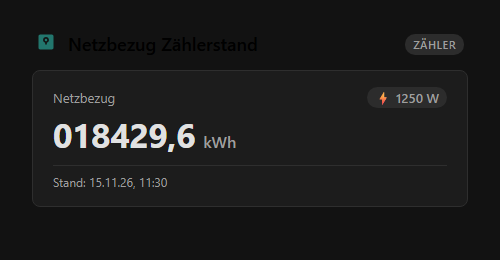 Netzbezug Zählerstand
ZÄHLER
Netzbezug
1250 W
018429,6 kWh
Stand: 15.11.26, 11:30